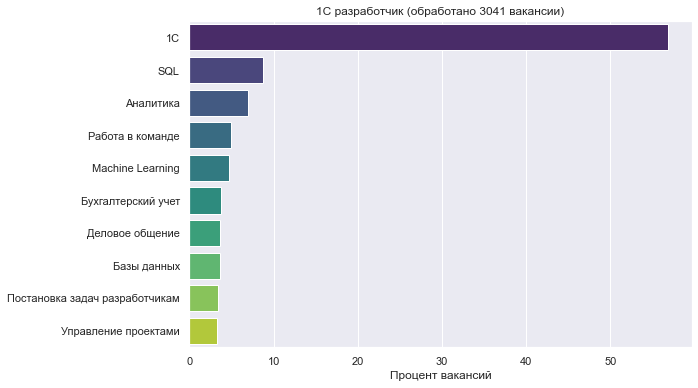 1С разработчик (обработано 3041 вакансии)
1C
SQL
Аналитика
Работа в команде
Machine Learning
Бухгалтерский учет
Деловое общение
Базы данных
Постановка задач разработчикам
Управление проектами
0 10 20 30 40 50
Процент вакансий